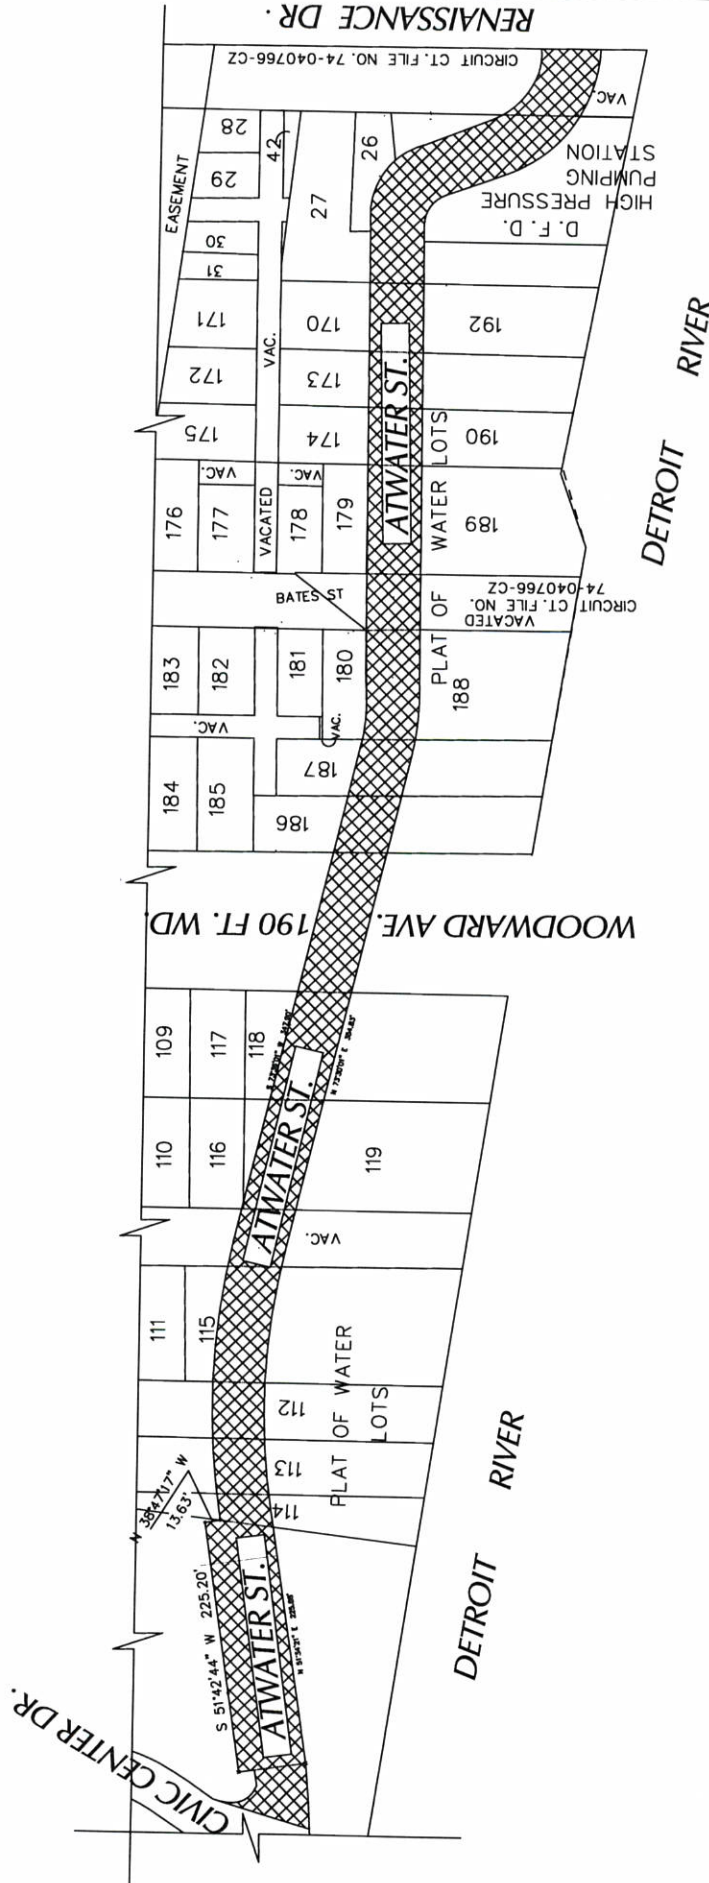 RENAISSANCE DR.
CIRCUIT CT. FILE NO. 74-040766-CZ
VAC.
EASEMENT
28
29
42
26
27
30
31
D. F. D.
HIGH PRESSURE
PUMPING
STATION
171
170
192
VAC.
172
173
175
174
190
ATWATER ST.
PLAT OF WATER LOTS
RIVER
DETROIT
176
177
VAC.
VACATED
178
VAC.
179
189
BATES ST
VACATED
CIRCUIT CT. FILE NO.
74-040766-CZ
183
182
181
180
188
VAC.
VAC.
184
185
187
186
WOODWARD AVE. 190 FT. WD.
109
117
118
110
116
119
ATWATER ST.
VAC.
111
115
112
113
114
PLAT OF WATER
LOTS
RIVER
DETROIT
N 38°47'17" W
13.63'
S 51°42'44" W 225.20'
ATWATER ST.
CIVIC CENTER DR.